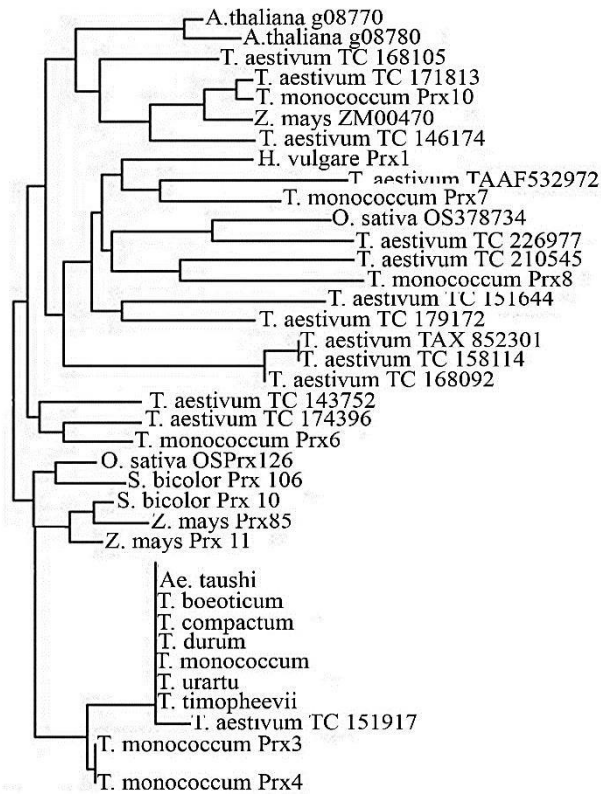 A.thaliana g08770
A.thaliana g08780
T. aestivum TC 168105
T. aestivum TC 171813
T. monococcum Prx10
Z. mays ZM00470
T. aestivum TC 146174
H. vulgare Prx1
T. aestivum TAAF532972
T. monococcum Prx7
O. sativa OS378734
T. aestivum TC 226977
T. aestivum TC 210545
T. monococcum Prx8
T. aestivum TC 151644
T. aestivum TC 179172
T. aestivum TAX 852301
T. aestivum TC 158114
T. aestivum TC 168092
T. aestivum TC 143752
T. aestivum TC 174396
T. monococcum Prx6
O. sativa OSPrx126
S. bicolor Prx 106
S. bicolor Prx 10
Z. mays Prx85
Z. mays Prx 11
Ae. taushi
T. boeoticum
T. compactum
T. durum
T. monococcum
T. urartu
T. timopheevii
T. aestivum TC 151917
T. monococcum Prx3
T. monococcum Prx4